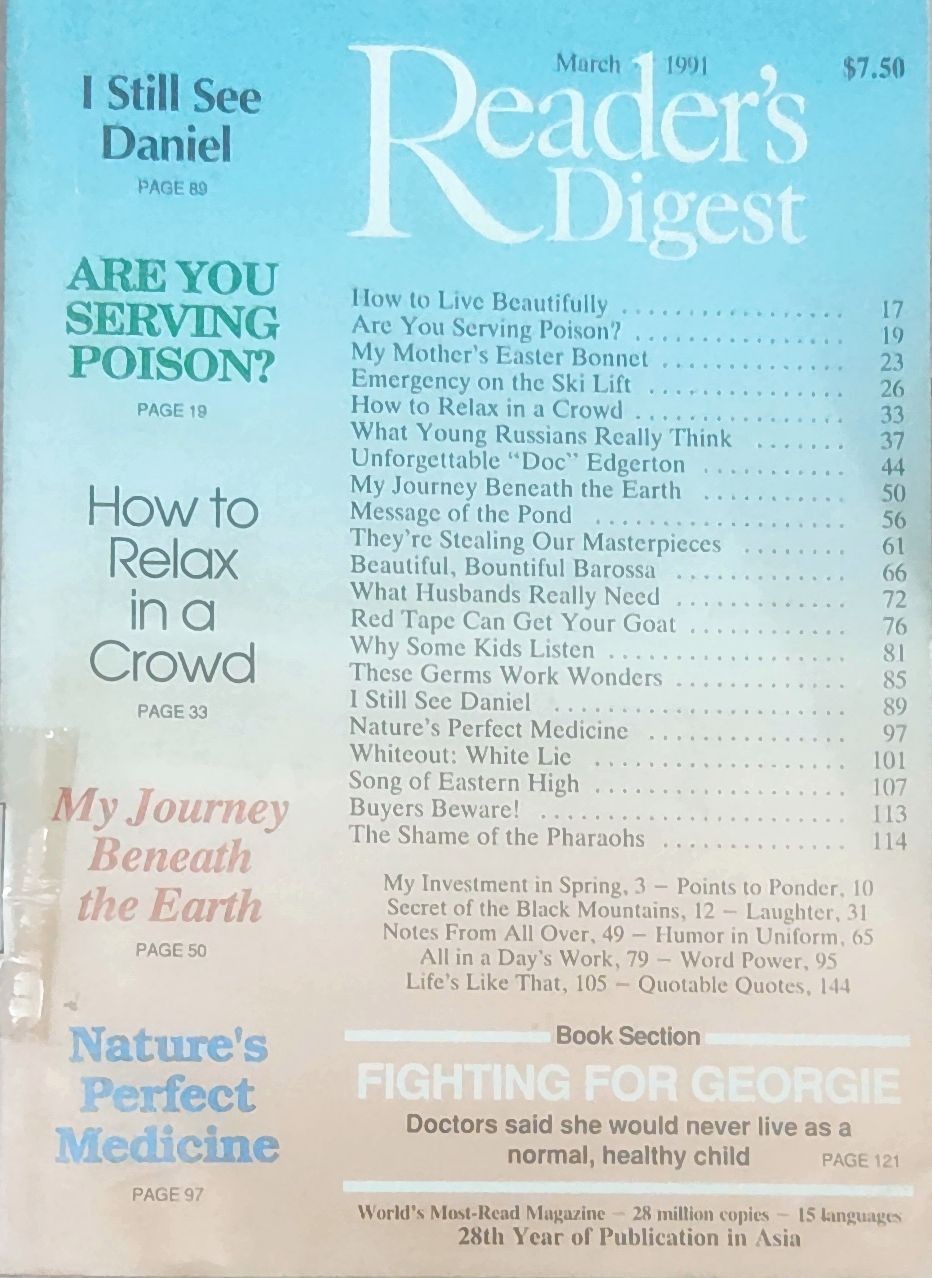 March 1991
$7.50
Reader's
Digest
I Still See
Daniel
PAGE 89
ARE YOU
SERVING
POISON?
PAGE 19
How to
Relax
in a
Crowd
PAGE 33
My Journey
Beneath
the Earth
PAGE 50
Nature's
Perfect
Medicine
PAGE 97
How to Live Beautifully . . . . . . . . . . . . . . . . . 17
Are You Serving Poison? . . . . . . . . . . . . . . . . 19
My Mother's Easter Bonnet . . . . . . . . . . . . . . 23
Emergency on the Ski Lift . . . . . . . . . . . . . . . 26
How to Relax in a Crowd . . . . . . . . . . . . . . . . 33
What Young Russians Really Think . . . . . . . 37
Unforgettable “Doc” Edgerton . . . . . . . . . . . 44
My Journey Beneath the Earth . . . . . . . . . . . 50
Message of the Pond . . . . . . . . . . . . . . . . . . . 56
They're Stealing Our Masterpieces . . . . . . . . 61
Beautiful, Bountiful Barossa . . . . . . . . . . . . . 66
What Husbands Really Need . . . . . . . . . . . . . 72
Red Tape Can Get Your Goat . . . . . . . . . . . . 76
Why Some Kids Listen . . . . . . . . . . . . . . . . . . 81
These Germs Work Wonders . . . . . . . . . . . . . 85
I Still See Daniel . . . . . . . . . . . . . . . . . . . . . . 89
Nature's Perfect Medicine . . . . . . . . . . . . . . . 97
Whiteout: White Lie . . . . . . . . . . . . . . . . . . . 101
Song of Eastern High . . . . . . . . . . . . . . . . . . . 107
Buyers Beware! . . . . . . . . . . . . . . . . . . . . . . . 113
The Shame of the Pharaohs . . . . . . . . . . . . . . 114
My Investment in Spring, 3 – Points to Ponder, 10
Secret of the Black Mountains, 12 – Laughter, 31
Notes From All Over, 49 – Humor in Uniform, 65
All in a Day's Work, 79 – Word Power, 95
Life's Like That, 105 – Quotable Quotes, 144
Book Section
FIGHTING FOR GEORGIE
Doctors said she would never live as a
normal, healthy child PAGE 121
World's Most-Read Magazine – 28 million copies – 15 languages
28th Year of Publication in Asia